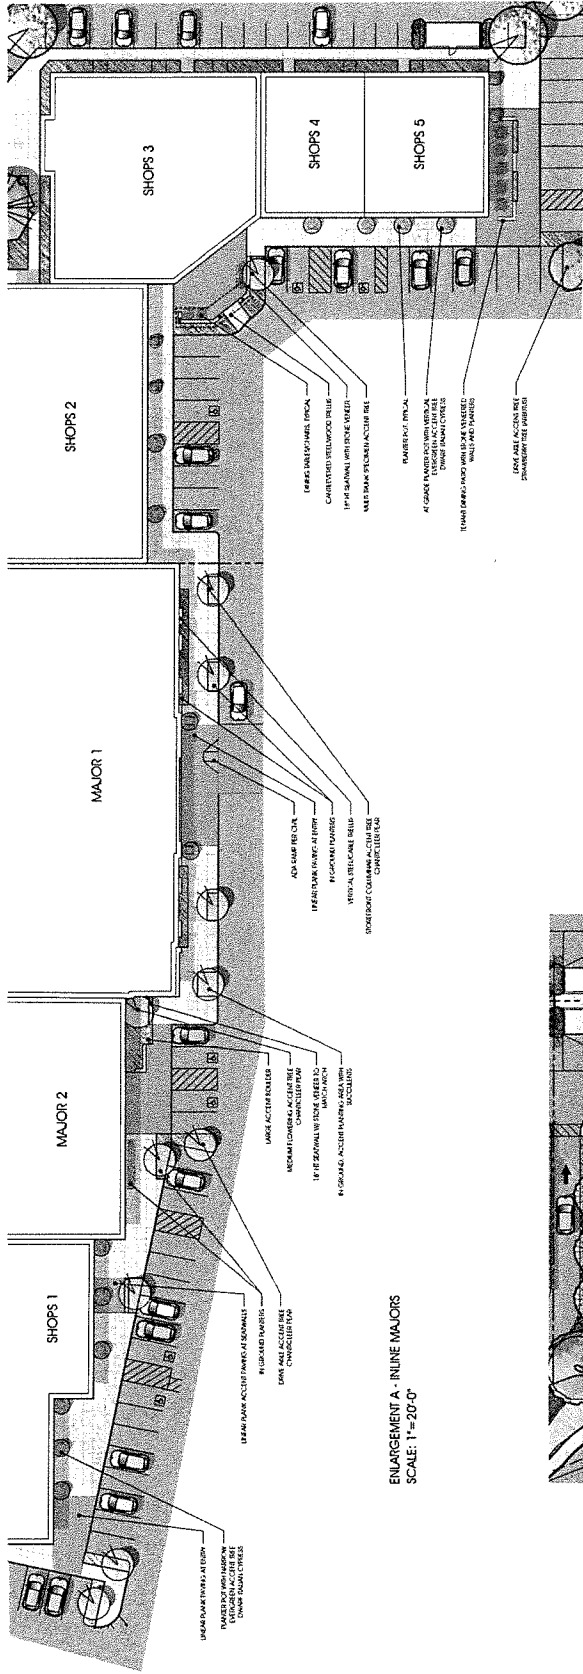 SHOPS 1
MAJOR 2
MAJOR 1
SHOPS 2
SHOPS 3
SHOPS 4
SHOPS 5
LINEAR PLANK PAVING AT ENTRY
PLANTER POT WITH NARROW
EVERGREEN ACCENT TREE
DWARF ITALIAN CYPRESS
LINEAR PLANK ACCENT PAVING AT SEATWALLS
IN GROUND PLANTERS
DRIVE AISLE ACCENT TREE
CHANTICLEER PEAR
LARGE ACCENT BOULDER
MEDIUM FLOWERING ACCENT TREE
CHANTICLEER PEAR
18" HT SEATWALL W/ STONE VENEER TO
MATCH ARCH
IN GROUND ACCENT PLANTING AREA WITH
SUCCULENTS
ADA RAMP PER CIVIL
LINEAR PLANK PAVING AT ENTRY
IN GROUND PLANTERS
VERTICAL STEEL/CABLE TRELLIS
STOREFRONT COLUMNAR ACCENT TREE
CHANTICLEER PEAR
DINING TABLES/CHAIRS, TYPICAL
CANTILEVERED STEEL/WOOD TRELLIS
18" HT SEATWALL WITH STONE VENEER
MULTI-TRUNK SPECIMEN ACCENT TREE
PLANTER POT, TYPICAL
AT GRADE PLANTER POT WITH VERTICAL
EVERGREEN ACCENT TREE
DWARF ITALIAN CYPRESS
TENANT DINING PATIO WITH STONE VENEERED
WALLS AND PLANTERS
DRIVE AISLE ACCENT TREE
STRAWBERRY TREE (ARBUTUS)
ENLARGEMENT A - INLINE MAJORS
SCALE: 1"= 20'-0"